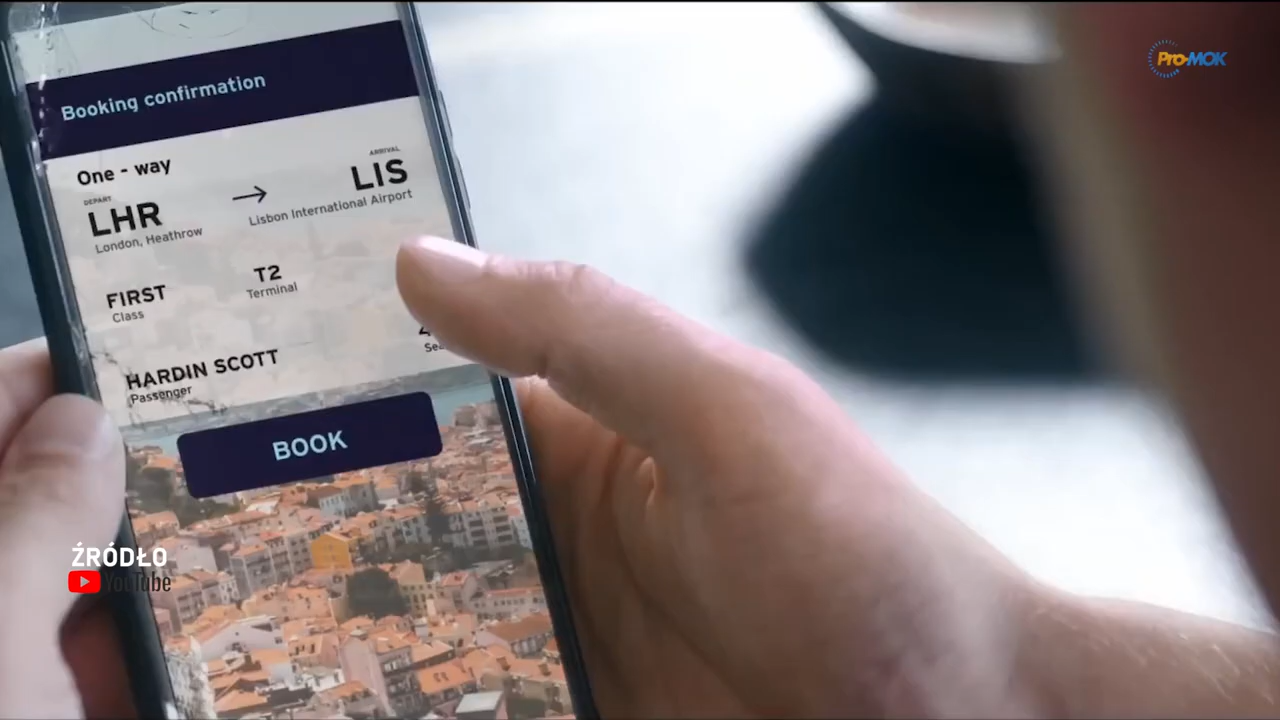 Pro-MOK
Booking confirmation
One - way
ARRIVAL
DEPART
LHR → LIS
London, Heathrow
Lisbon International Airport
FIRST
T2
Class
Terminal
HARDIN SCOTT
Passenger
BOOK
ŹRÓDŁO
YouTube